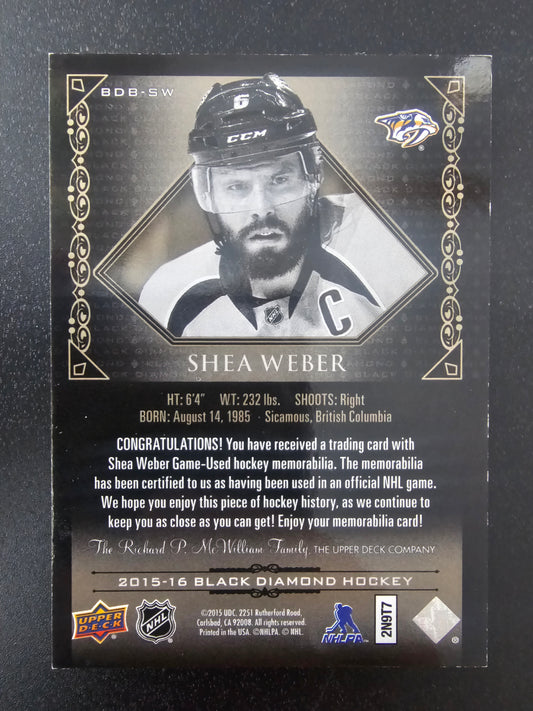 BDB-SW
6
CCM
NHL
C
SHEA WEBER
HT: 6'4" WT: 232 lbs. SHOOTS: Right
BORN: August 14, 1985 · Sicamous, British Columbia
CONGRATULATIONS! You have received a trading card with
Shea Weber Game-Used hockey memorabilia. The memorabilia
has been certified to us as having been used in an official NHL game.
We hope you enjoy this piece of hockey history, as we continue to
keep you as close as you can get! Enjoy your memorabilia card!
The Richard P. McWilliam Family, THE UPPER DECK COMPANY
2015-16 BLACK DIAMOND HOCKEY
UPPER DECK
NHL
©2015 UDC. 2251 Rutherford Road,
Carlsbad, CA 92008. All rights reserved.
Printed in the USA. ©NHLPA. © NHL.
NHLPA
2N9T7